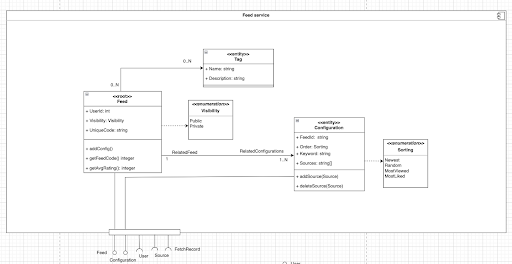 Feed service
<<entity>>
Tag
+ Name: string
+ Description: string
0..N
0..N
<<root>>
Feed
+ UserId: int
+ Visibility: Visibility
+ UniqueCode: string
+ addConfig()
+ getFeedCode() integer
+ getAvgRating() integer
<<enumeration>>
Visibility
Public
Private
RelatedFeed
RelatedConfigurations
1
1..N
<<entity>>
Configuration
+ FeedId: string
+ Order: Sorting
+ Keyword: string
+ Sources: string[]
+ addSource(Source)
+ deleteSource(Source)
<<enumeration>>
Sorting
Newest
Random
MostViewed
MostLiked
Feed
Configuration
User
Source
FetchRecord